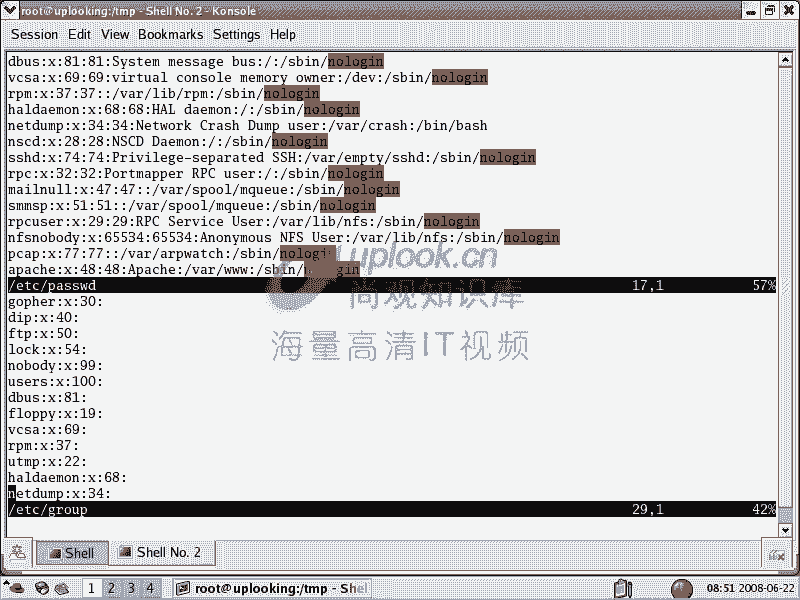 root@uplooking:/tmp - Shell No. 2 - Konsole
Session Edit View Bookmarks Settings Help
dbus:x:81:81:System message bus:/:/sbin/nologin
vcsa:x:69:69:virtual console memory owner:/dev:/sbin/nologin
rpm:x:37:37::/var/lib/rpm:/sbin/nologin
haldaemon:x:68:68:HAL daemon:/:/sbin/nologin
netdump:x:34:34:Network Crash Dump user:/var/crash:/bin/bash
nscd:x:28:28:NSCD Daemon:/:/sbin/nologin
sshd:x:74:74:Privilege-separated SSH:/var/empty/sshd:/sbin/nologin
rpc:x:32:32:Portmapper RPC user:/:/sbin/nologin
mailnull:x:47:47::/var/spool/mqueue:/sbin/nologin
smmsp:x:51:51::/var/spool/mqueue:/sbin/nologin
rpcuser:x:29:29:RPC Service User:/var/lib/nfs:/sbin/nologin
nfsnobody:x:65534:65534:Anonymous NFS User:/var/lib/nfs:/sbin/nologin
pcap:x:77:77::/var/arpwatch:/sbin/nologin
apache:x:48:48:Apache:/var/www:/sbin/nologin
uplook.cn
/etc/passwd 17,1 57%
尚观知识库
gopher:x:30:
dip:x:40:
ftp:x:50:
海量高清IT视频
lock:x:54:
nobody:x:99:
users:x:100:
dbus:x:81:
floppy:x:19:
vcsa:x:69:
rpm:x:37:
utmp:x:22:
haldaemon:x:68:
netdump:x:34:
/etc/group 29,1 42%
Shell Shell No. 2
1 2 3 4 root@uplooking:/tmp - Shel 08:51 2008-06-22